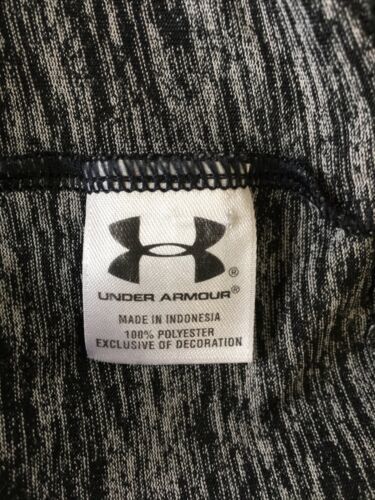 ®
UNDER ARMOUR®
MADE IN INDONESIA
100% POLYESTER
EXCLUSIVE OF DECORATION